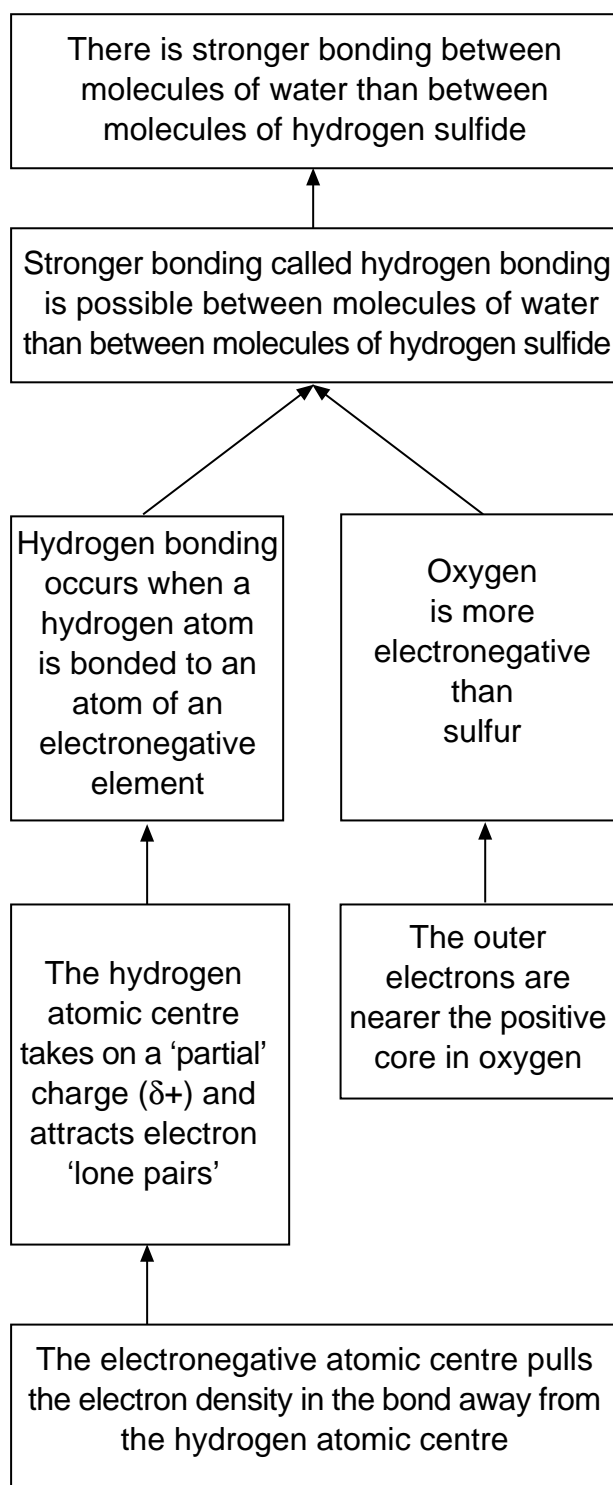 There is stronger bonding between
molecules of water than between
molecules of hydrogen sulfide
Stronger bonding called hydrogen bonding
is possible between molecules of water
than between molecules of hydrogen sulfide
Hydrogen bonding
occurs when a
hydrogen atom
is bonded to an
atom of an
electronegative
element
Oxygen
is more
electronegative
than
sulfur
The hydrogen
atomic centre
takes on a ‘partial’
charge (δ+) and
attracts electron
‘lone pairs’
The outer
electrons are
nearer the positive
core in oxygen
The electronegative atomic centre pulls
the electron density in the bond away from
the hydrogen atomic centre